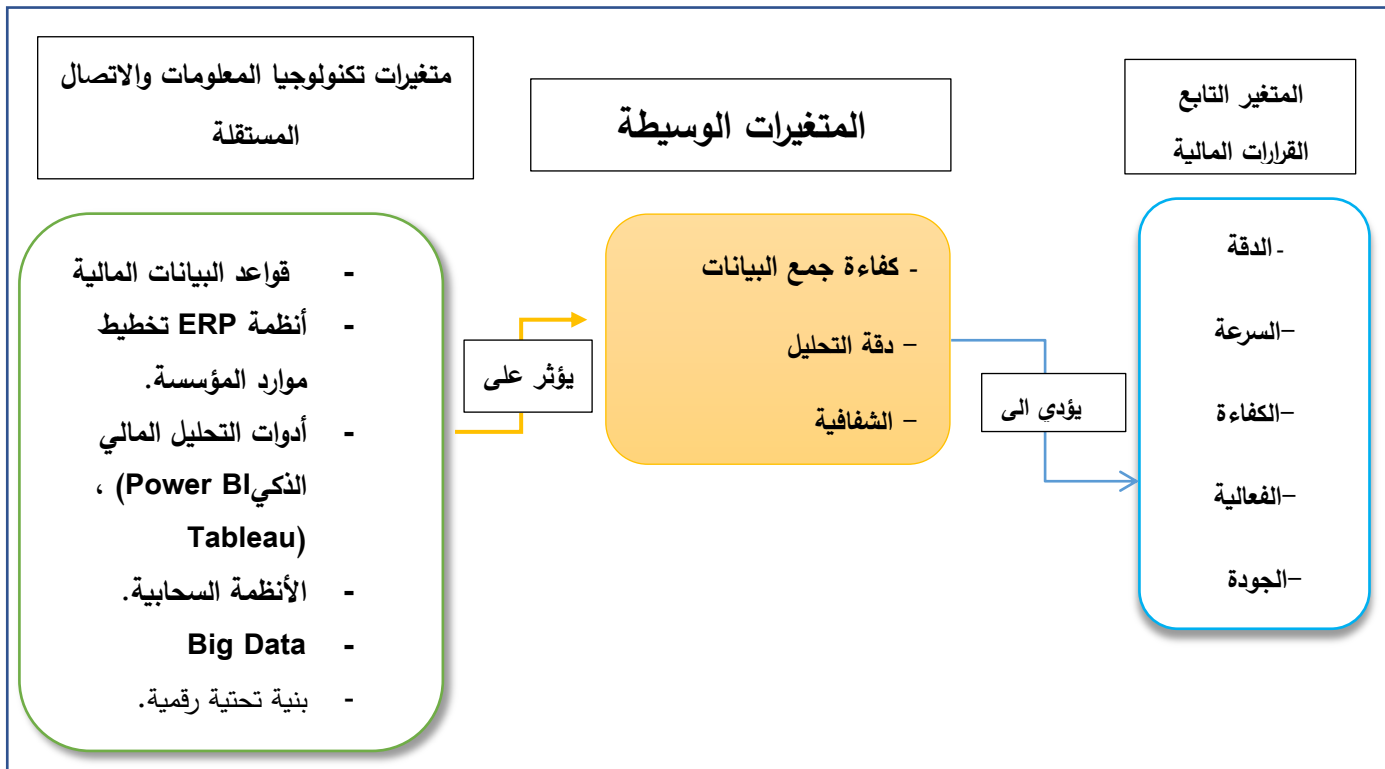 متغيرات تكنولوجيا المعلومات والاتصال
المستقلة
المتغيرات الوسيطة
المتغير التابع
القرارات المالية
- قواعد البيانات المالية
- أنظمة ERP تخطيط
موارد المؤسسة.
- أدوات التحليل المالي
الذكيPower BI) ،
Tableau)
- الأنظمة السحابية.
- Big Data
- بنية تحتية رقمية.
يؤثر على
- كفاءة جمع البيانات
– دقة التحليل
– الشفافية
يؤدي الى
- الدقة
–السرعة
–الكفاءة
–الفعالية
–الجودة